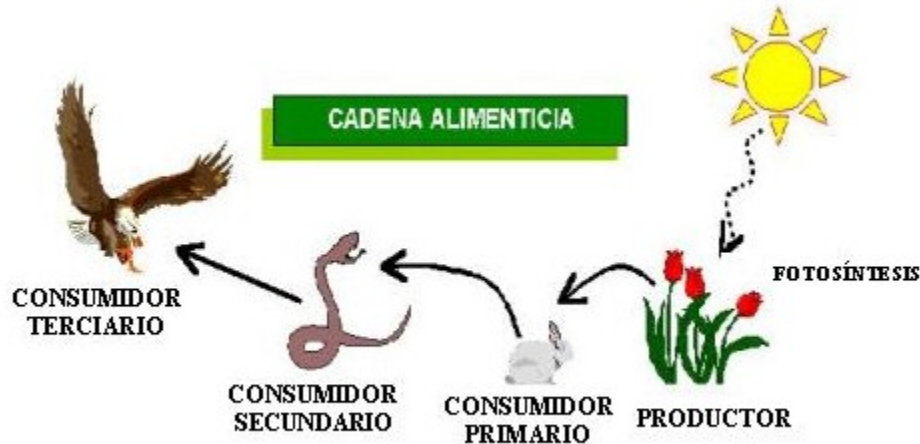 CADENA ALIMENTICIA
FOTOSÍNTESIS
CONSUMIDOR
TERCIARIO
CONSUMIDOR
SECUNDARIO
CONSUMIDOR
PRIMARIO
PRODUCTOR